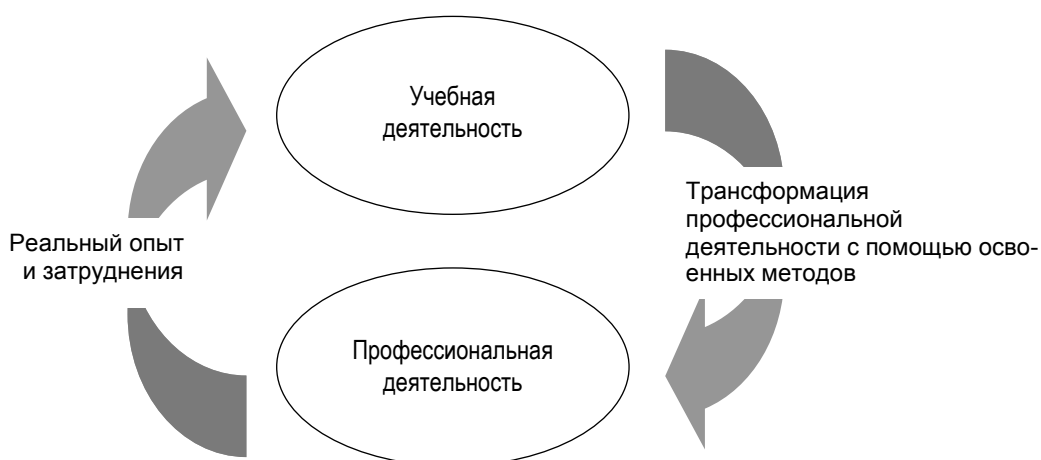 Учебная
деятельность
Трансформация
профессиональной
деятельности с помощью осво-
енных методов
Реальный опыт
и затруднения
Профессиональная
деятельность